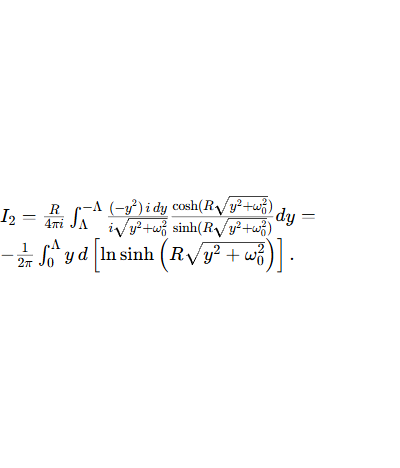 $I_2 = \frac{R}{4\pi i} \int_{\Lambda}^{-\Lambda} \frac{(-y^2)\, i\, dy}{i\sqrt{y^2+\omega_0^2}} \frac{\cosh(R\sqrt{y^2+\omega_0^2})}{\sinh(R\sqrt{y^2+\omega_0^2})} dy =$
$-\frac{1}{2\pi} \int_0^{\Lambda} y\, d \left[ \ln \sinh \left( R\sqrt{y^2+\omega_0^2} \right) \right].$